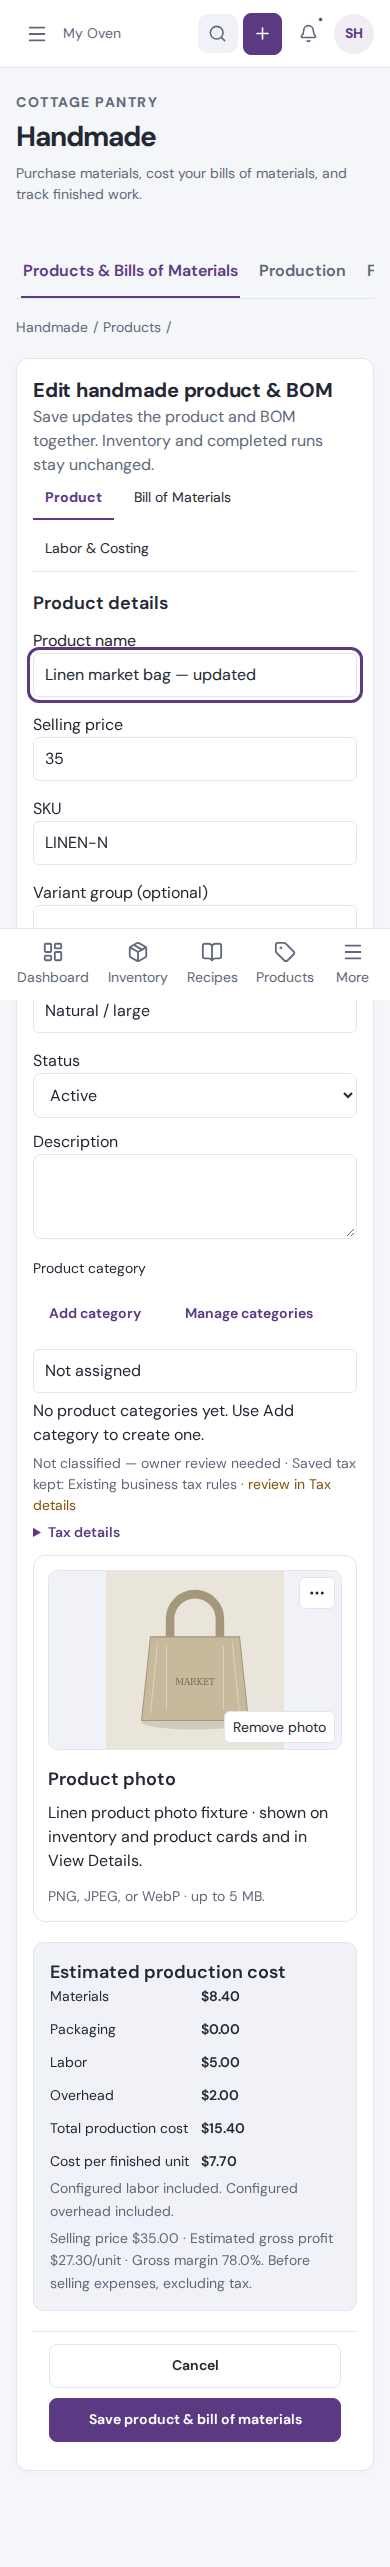 My Oven
SH
COTTAGE PANTRY
Handmade
Purchase materials, cost your bills of materials, and
track finished work.
Products & Bills of Materials Production F
Handmade / Products /
Edit handmade product & BOM
Save updates the product and BOM
together. Inventory and completed runs
stay unchanged.
Product Bill of Materials
Labor & Costing
Product details
Product name
Linen market bag — updated
Selling price
35
SKU
LINEN-N
Variant group (optional)
Dashboard Inventory Recipes Products More
Natural / large
Status
Active
Description
Product category
Add category Manage categories
Not assigned
No product categories yet. Use Add
category to create one.
Not classified — owner review needed · Saved tax
kept: Existing business tax rules · review in Tax
details
Tax details
MARKET
Remove photo
Product photo
Linen product photo fixture · shown on
inventory and product cards and in
View Details.
PNG, JPEG, or WebP · up to 5 MB.
Estimated production cost
Materials $8.40
Packaging $0.00
Labor $5.00
Overhead $2.00
Total production cost $15.40
Cost per finished unit $7.70
Configured labor included. Configured
overhead included.
Selling price $35.00 · Estimated gross profit
$27.30/unit · Gross margin 78.0%. Before
selling expenses, excluding tax.
Cancel
Save product & bill of materials